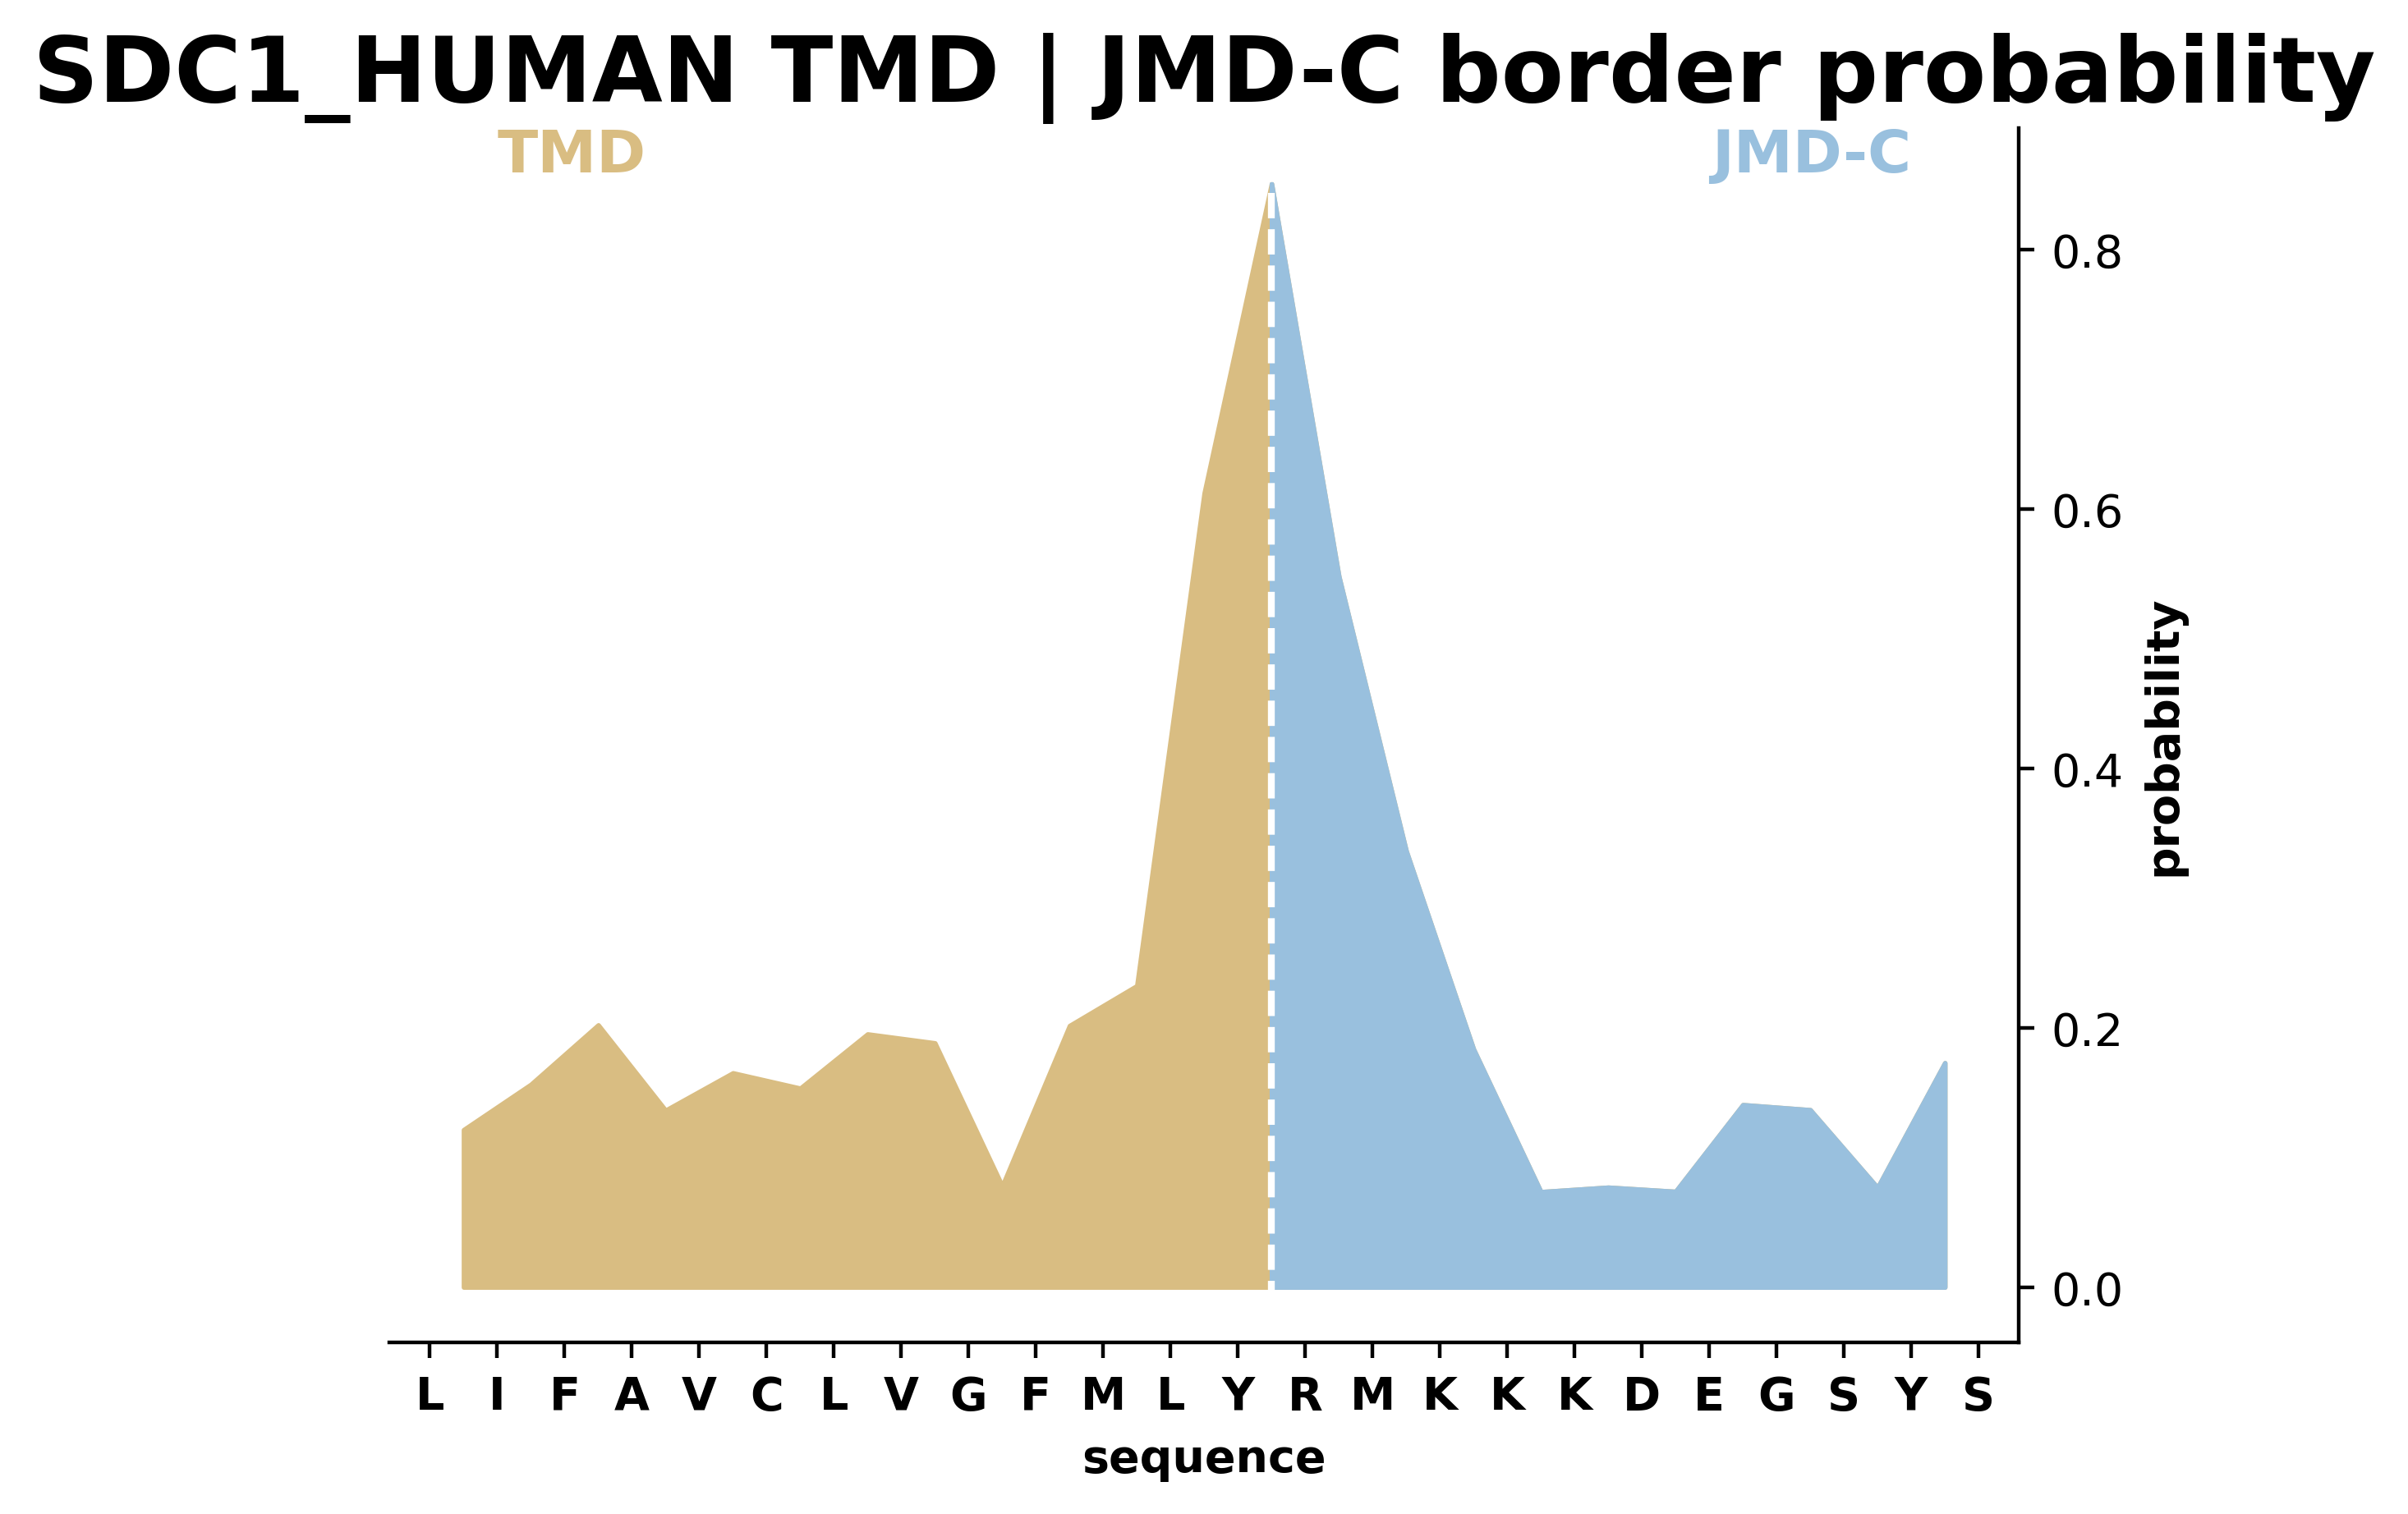 SDC1_HUMAN TMD | JMD-C border probability
TMD
JMD-C
0.8
0.6
0.4
0.2
0.0
probability
L I F A V C L V G F M L Y R M K K K D E G S Y S
sequence